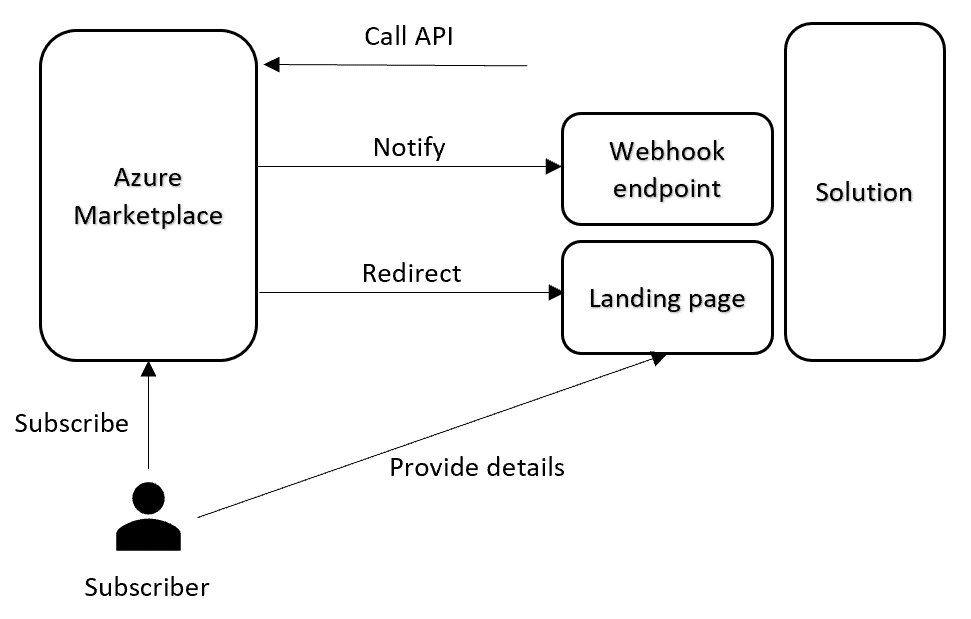 Call API
Azure
Marketplace
Notify
Webhook
endpoint
Solution
Redirect
Landing page
Subscribe
Provide details
Subscriber